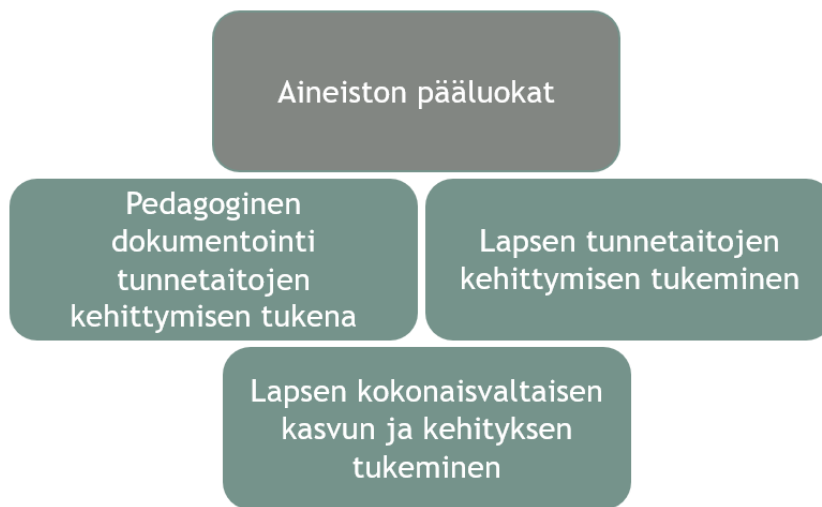 Aineiston pääluokat
Pedagoginen
dokumentointi
tunnetaitojen
kehittymisen tukena
Lapsen tunnetaitojen
kehittymisen tukeminen
Lapsen kokonaisvaltaisen
kasvun ja kehityksen
tukeminen